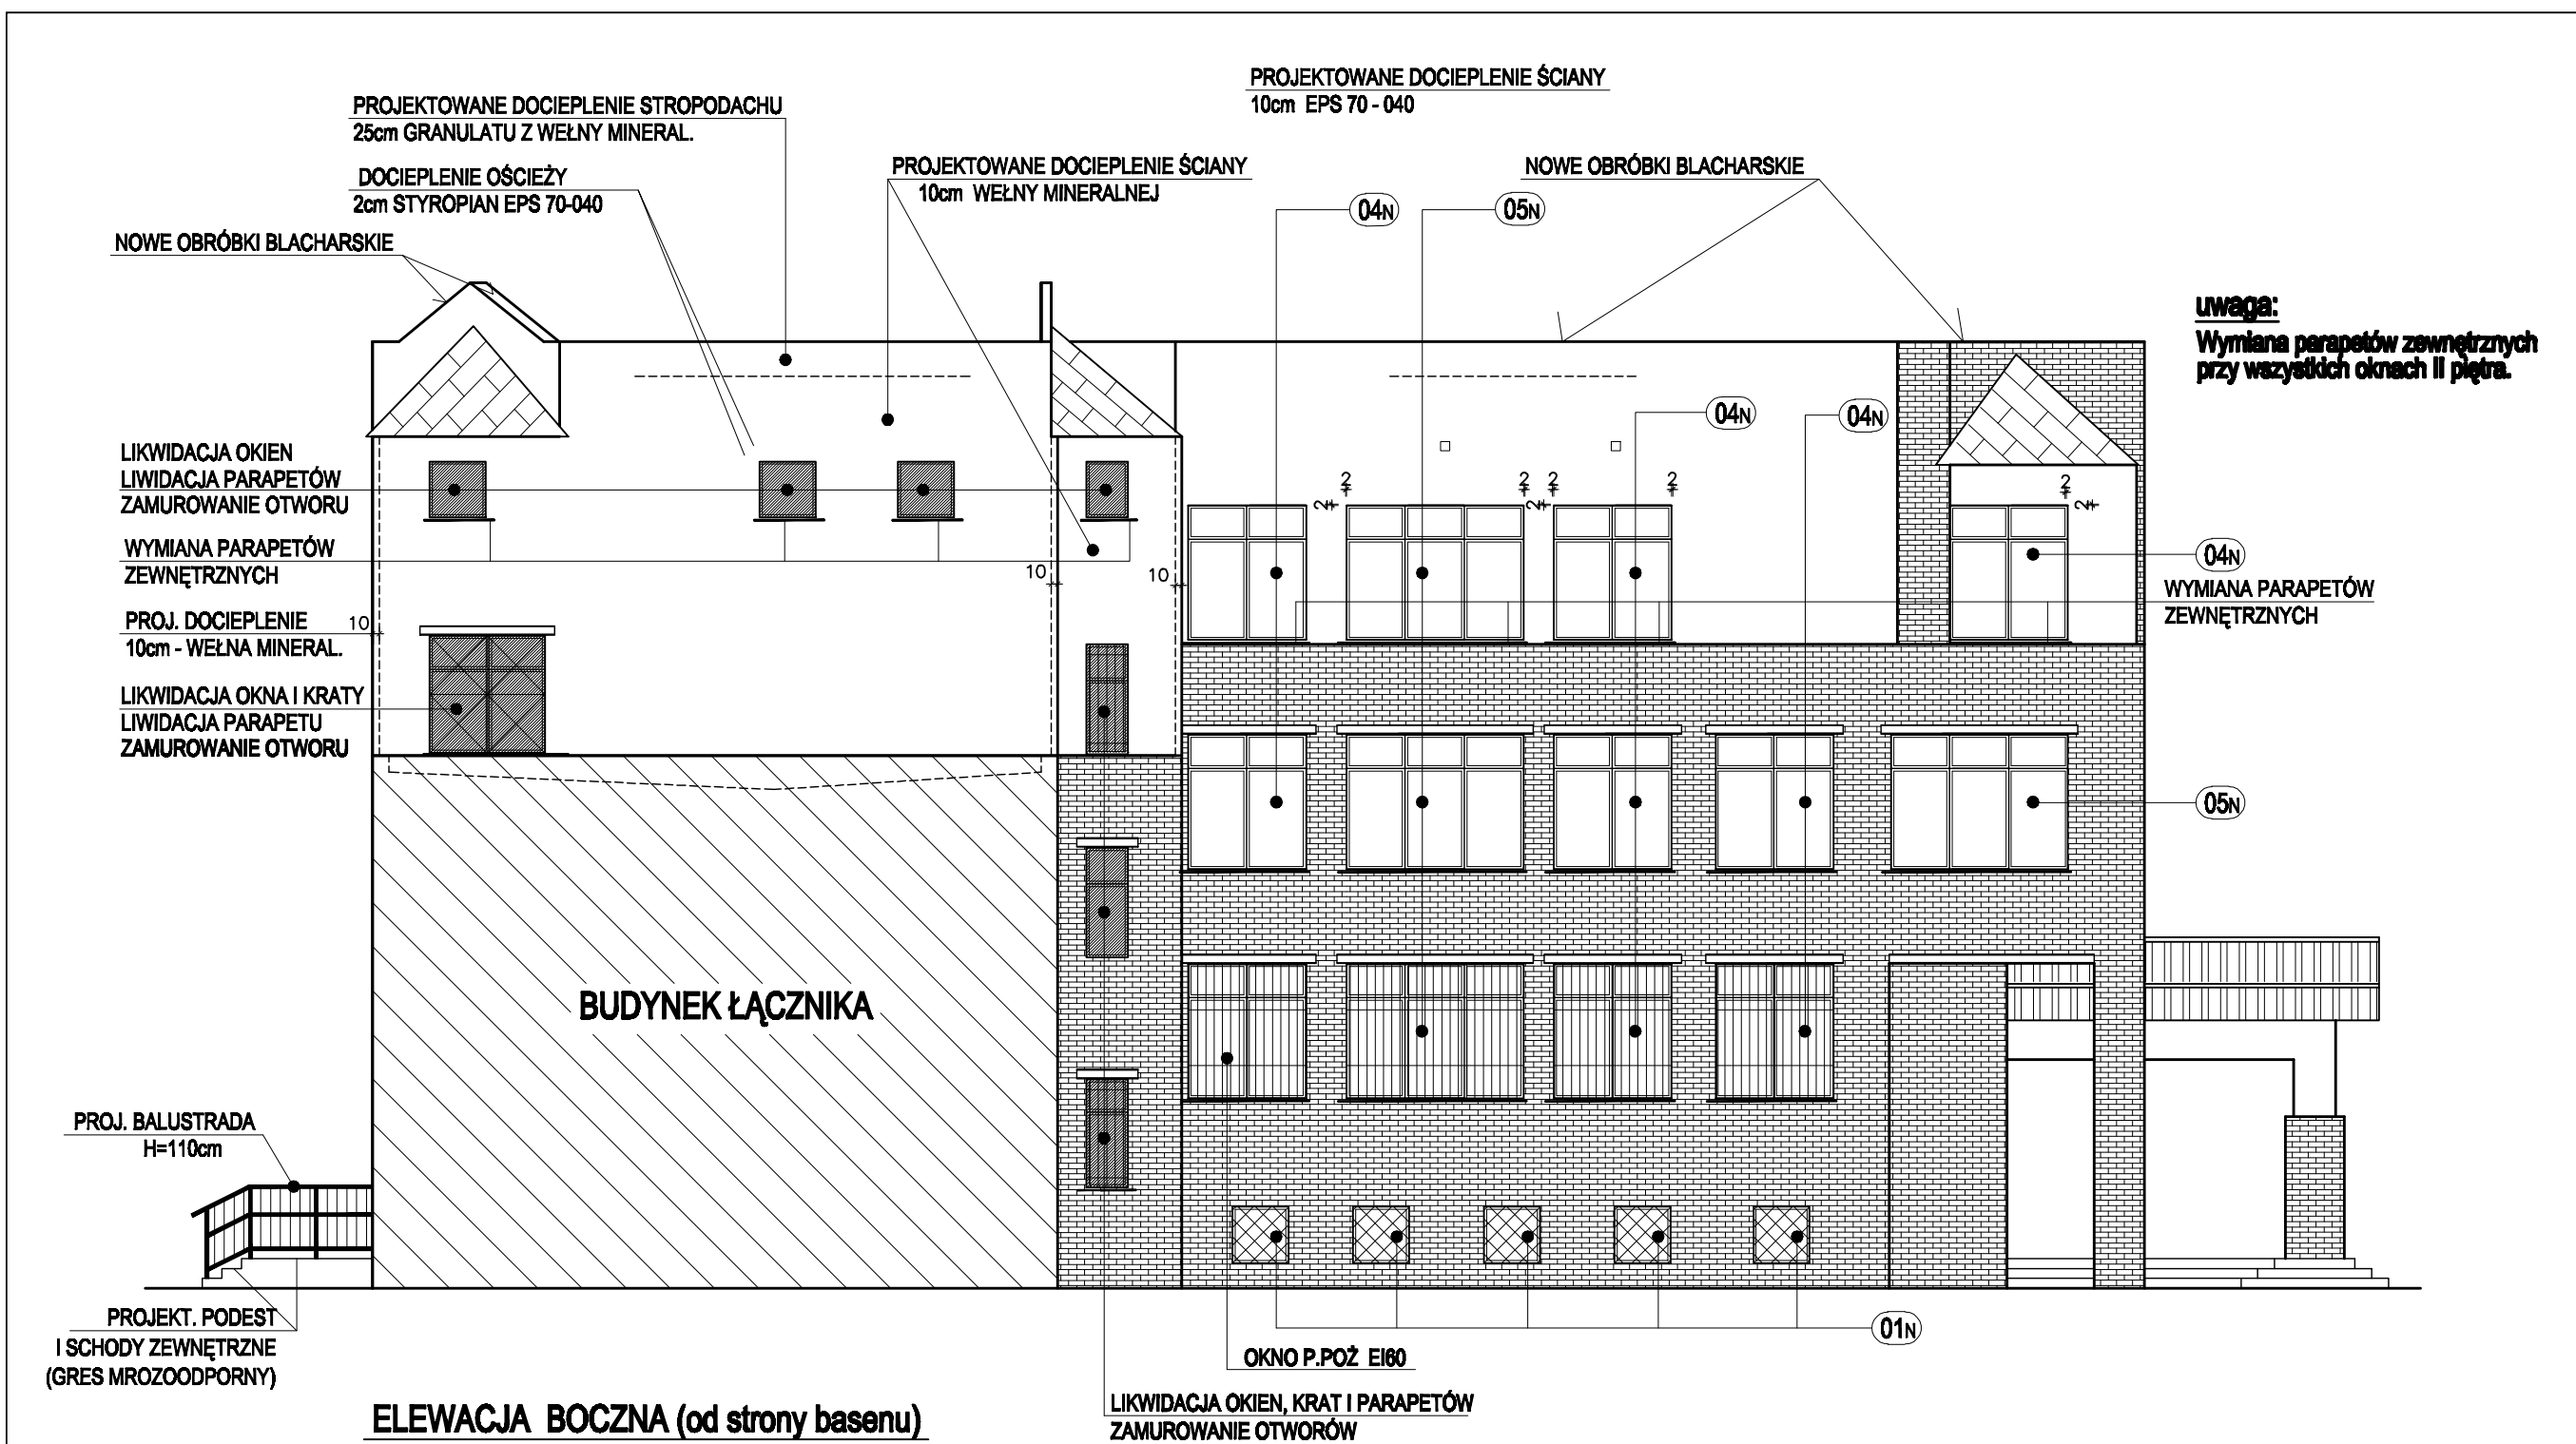 PROJEKTOWANE DOCIEPLENIE ŚCIANY
10cm EPS 70 - 040
PROJEKTOWANE DOCIEPLENIE STROPODACHU
25cm GRANULATU Z WEŁNY MINERAL.
DOCIEPLENIE OŚCIEŻY
2cm STYROPIAN EPS 70-040
PROJEKTOWANE DOCIEPLENIE ŚCIANY
10cm WEŁNY MINERALNEJ
NOWE OBRÓBKI BLACHARSKIE
NOWE OBRÓBKI BLACHARSKIE
04N
05N
uwaga:
Wymiana parapetów zewnętrznych
przy wszystkich oknach II piętra.
04N
04N
LIKWIDACJA OKIEN
LIWIDACJA PARAPETÓW
ZAMUROWANIE OTWORU
2
2
2
2
2
2
2
2
WYMIANA PARAPETÓW
ZEWNĘTRZNYCH
10
10
04N
WYMIANA PARAPETÓW
ZEWNĘTRZNYCH
PROJ. DOCIEPLENIE
10cm - WEŁNA MINERAL.
10
LIKWIDACJA OKNA I KRATY
LIWIDACJA PARAPETU
ZAMUROWANIE OTWORU
05N
BUDYNEK ŁĄCZNIKA
PROJ. BALUSTRADA
H=110cm
PROJEKT. PODEST
I SCHODY ZEWNĘTRZNE
(GRES MROZOODPORNY)
01N
OKNO P.POŻ EI60
LIKWIDACJA OKIEN, KRAT I PARAPETÓW
ZAMUROWANIE OTWORÓW
ELEWACJA BOCZNA (od strony basenu)